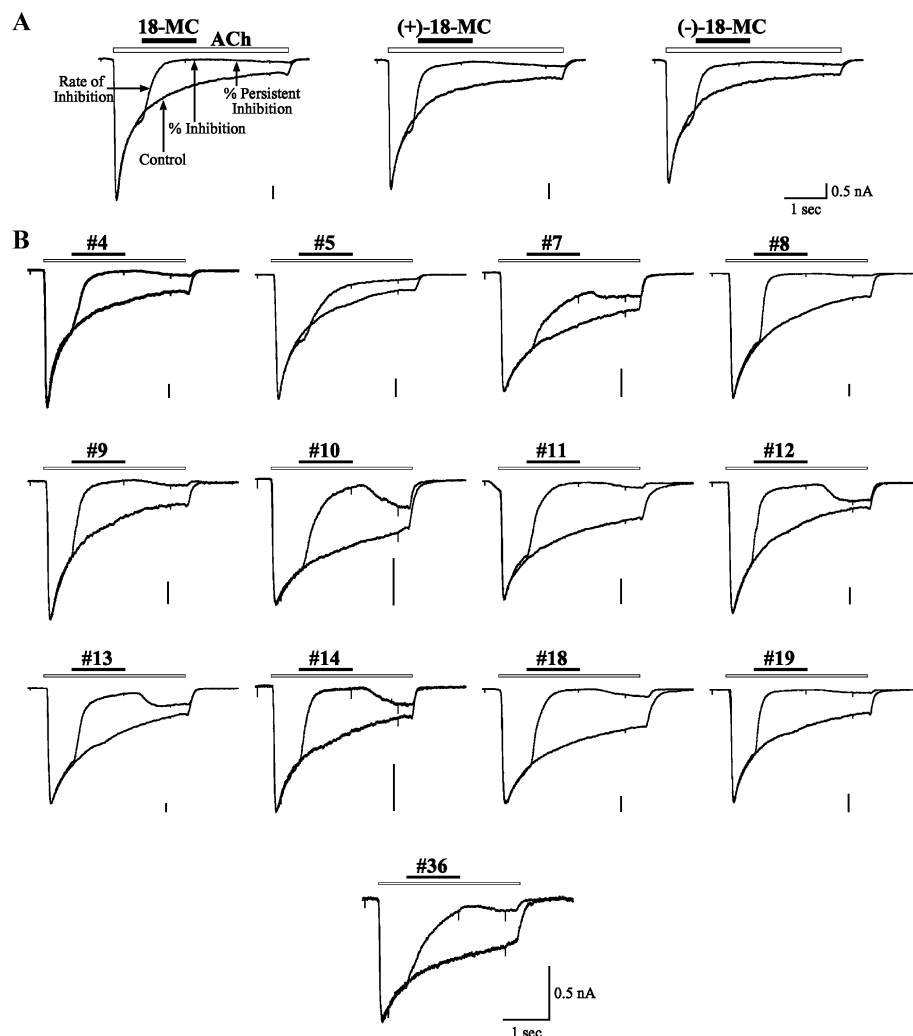 A
18-MC
ACh
(+)-18-MC
(-)-18-MC
Rate of
Inhibition
% Persistent
Inhibition
% Inhibition
Control
0.5 nA
1 sec
B
#4
#5
#7
#8
#9
#10
#11
#12
#13
#14
#18
#19
#36
0.5 nA
1 sec